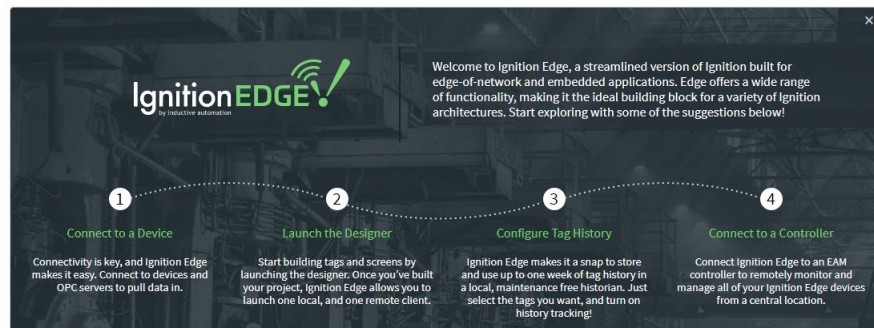 Ignition EDGE
by inductive automation
Welcome to Ignition Edge, a streamlined version of Ignition built for
edge-of-network and embedded applications. Edge offers a wide range
of functionality, making it the ideal building block for a variety of Ignition
architectures. Start exploring with some of the suggestions below!
1
Connect to a Device
Connectivity is key, and Ignition Edge
makes it easy. Connect to devices and
OPC servers to pull data in.
2
Launch the Designer
Start building tags and screens by
launching the designer. Once you've built
your project, Ignition Edge allows you to
launch one local, and one remote client.
3
Configure Tag History
Ignition Edge makes it a snap to store
and use up to one week of tag history in
a local, maintenance free historian. Just
select the tags you want, and turn on
history tracking!
4
Connect to a Controller
Connect Ignition Edge to an EAM
controller to remotely monitor and
manage all of your Ignition Edge devices
from a central location.